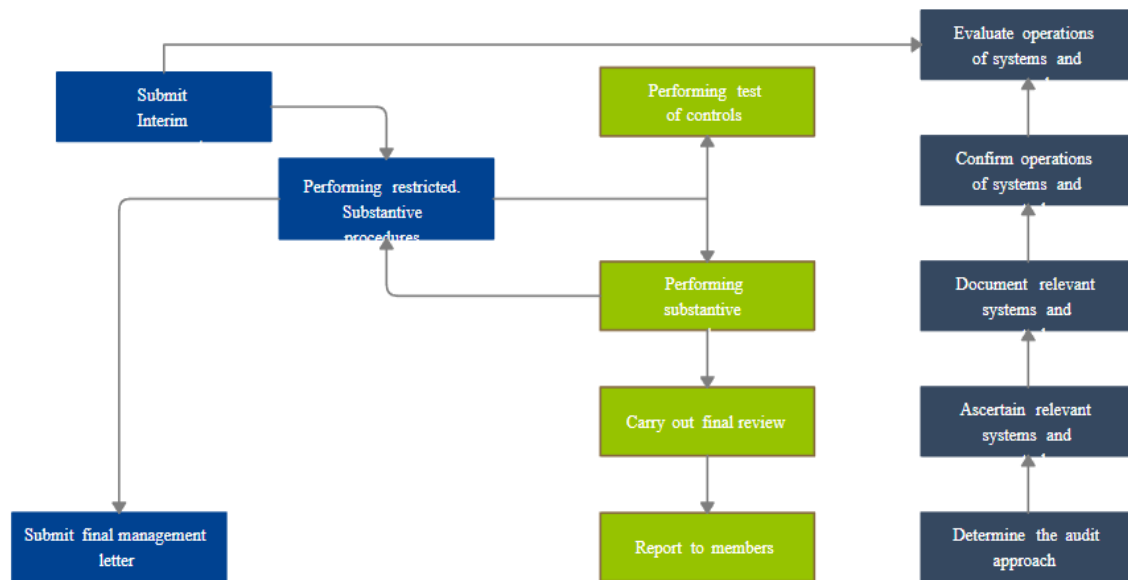 Evaluate operations
of systems and
Submit
Interim
Performing test
of controls
Confirm operations
of systems and
Performing restricted.
Substantive
procedures
Performing
substantive
Document relevant
systems and
Carry out final review
Ascertain relevant
systems and
Submit final management
letter
Report to members
Determine the audit
approach